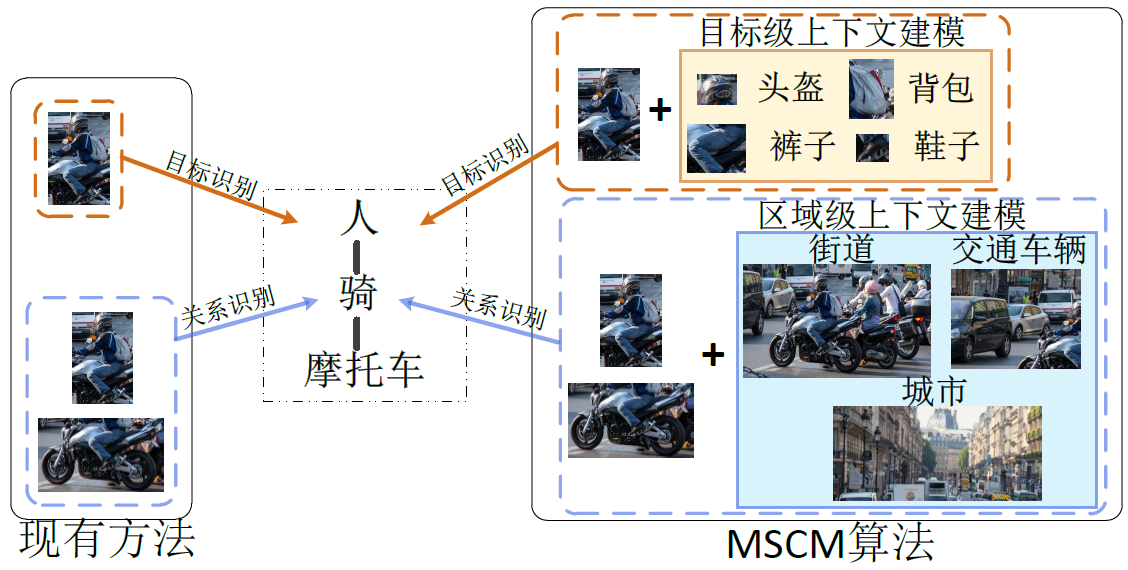 目标级上下文建模
头盔
背包
裤子
鞋子
目标识别
目标识别
人
骑
摩托车
关系识别
关系识别
区域级上下文建模
街道
交通车辆
城市
现有方法
MSCM算法
+
+